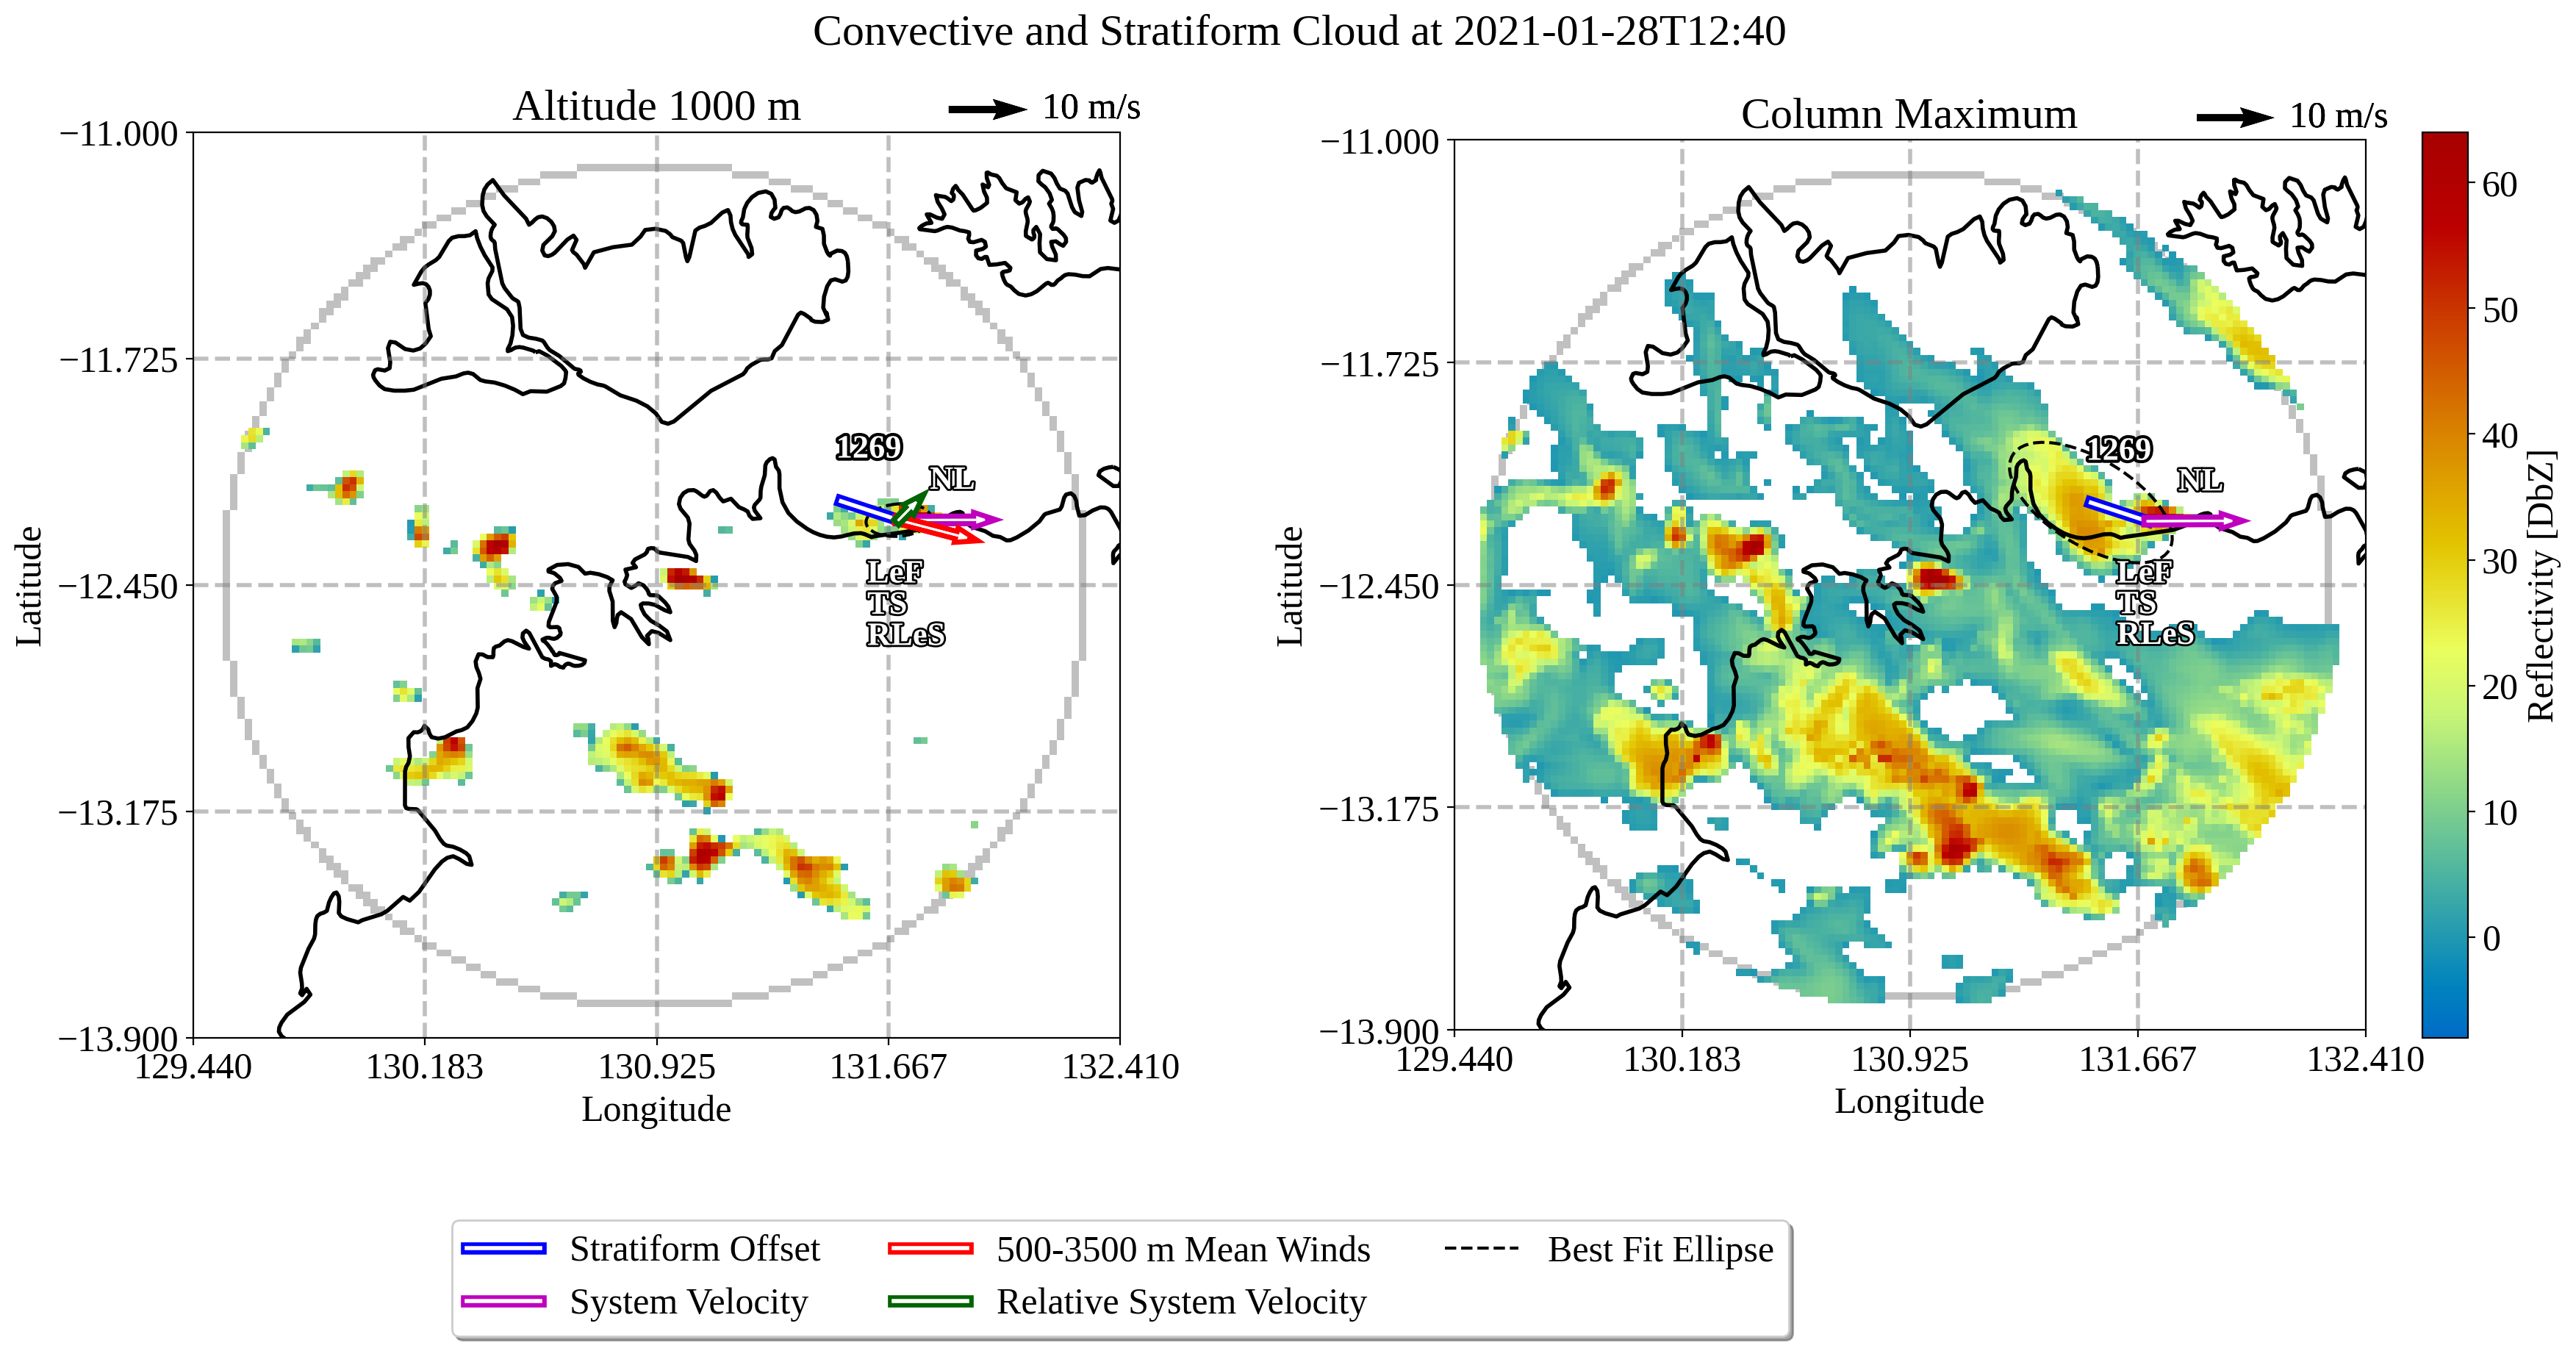 Convective and Stratiform Cloud at 2021-01-28T12:40
Altitude 1000 m
10 m/s
−11.000
−11.725
−12.450
−13.175
−13.900
129.440
130.183
130.925
131.667
132.410
Latitude
Longitude
1269
NL
LeF
TS
RLeS
Column Maximum
10 m/s
−11.000
−11.725
−12.450
−13.175
−13.900
129.440
130.183
130.925
131.667
132.410
Latitude
Longitude
1269
NL
LeF
TS
RLeS
60
50
40
30
20
10
0
Reflectivity [DbZ]
Stratiform Offset
System Velocity
500-3500 m Mean Winds
Relative System Velocity
Best Fit Ellipse